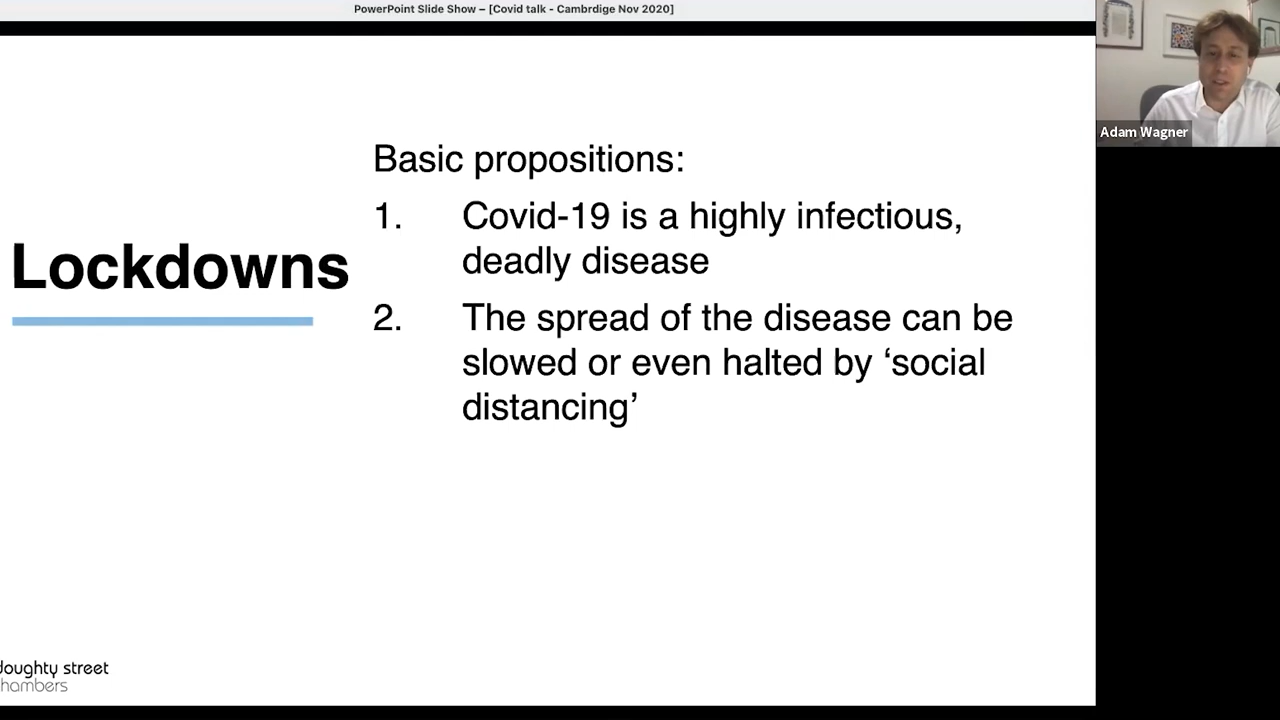 PowerPoint Slide Show – [Covid talk - Cambrdige Nov 2020]
Adam Wagner
Lockdowns
Basic propositions:
1. Covid-19 is a highly infectious,
deadly disease
2. The spread of the disease can be
slowed or even halted by ‘social
distancing’
doughty street
hambers